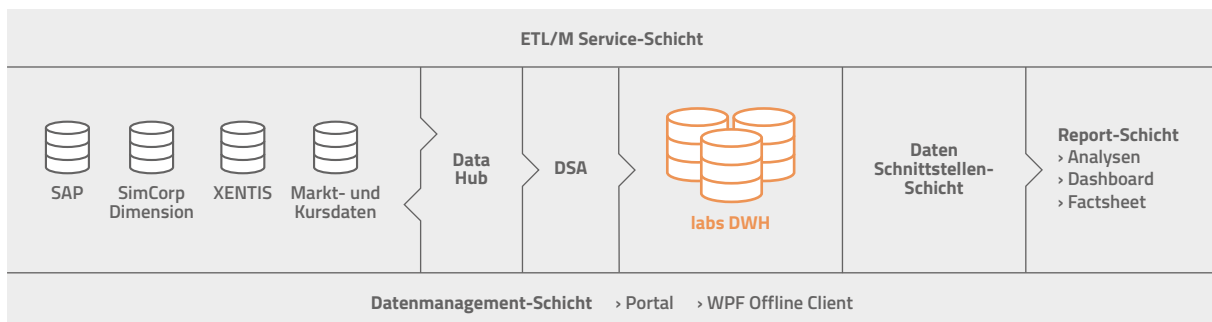 ETL/M Service-Schicht
SAP
SimCorp
Dimension
XENTIS
Markt- und
Kursdaten
Data
Hub
DSA
labs DWH
Daten
Schnittstellen-
Schicht
Report-Schicht
› Analysen
› Dashboard
› Factsheet
Datenmanagement-Schicht › Portal › WPF Offline Client